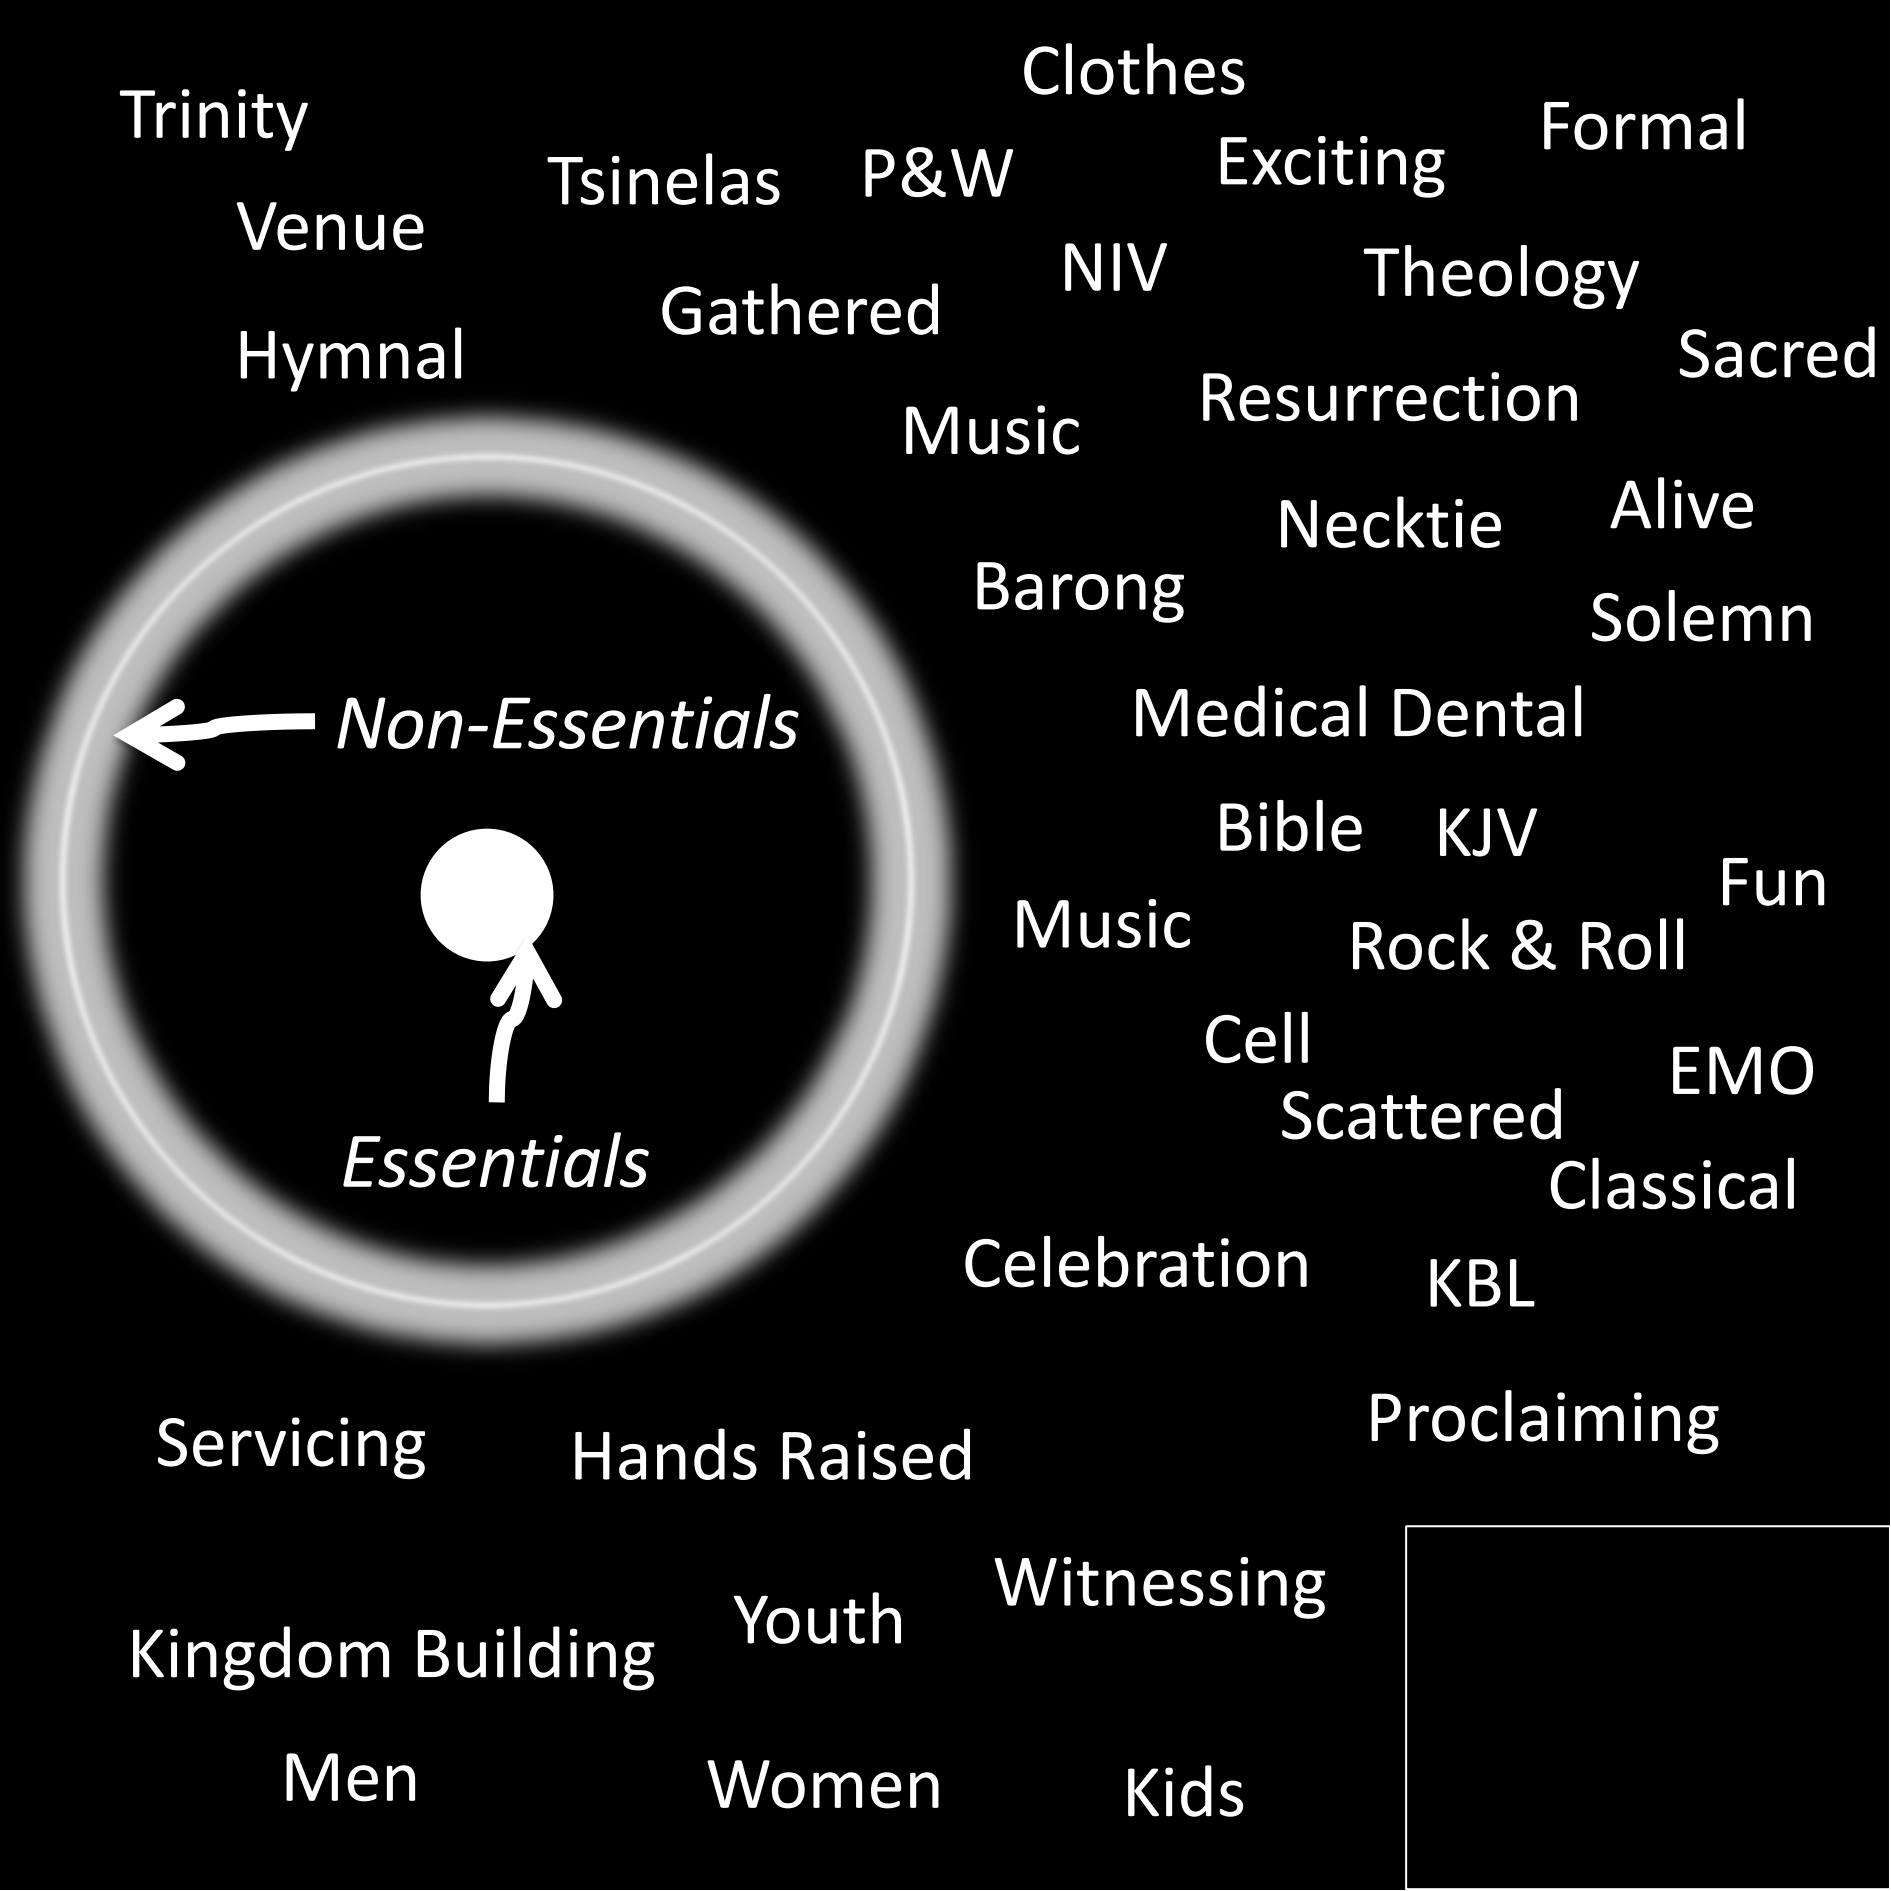 Clothes
Trinity
Formal
Tsinelas
P&W
Exciting
Venue
NIV
Theology
Gathered
Hymnal
Sacred
Resurrection
Music
Necktie
Alive
Barong
Solemn
Non-Essentials
Medical Dental
Bible
KJV
Fun
Music
Rock & Roll
Cell
EMO
Scattered
Essentials
Classical
Celebration
KBL
Proclaiming
Servicing
Hands Raised
Witnessing
Youth
Kingdom Building
Men
Women
Kids